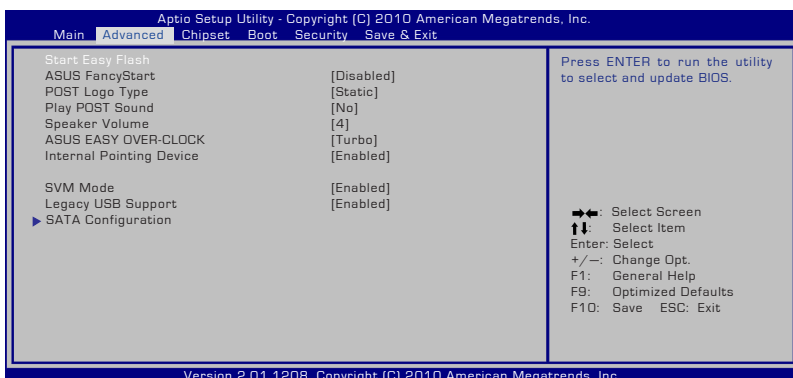 Aptio Setup Utility - Copyright (C) 2010 American Megatrends, Inc.
Main Advanced Chipset Boot Security Save & Exit
Start Easy Flash
ASUS FancyStart [Disabled]
POST Logo Type [Static]
Play POST Sound [No]
Speaker Volume [4]
ASUS EASY OVER-CLOCK [Turbo]
Internal Pointing Device [Enabled]
SVM Mode [Enabled]
Legacy USB Support [Enabled]
SATA Configuration
Press ENTER to run the utility
to select and update BIOS.
→←: Select Screen
↑↓: Select Item
Enter: Select
+/—: Change Opt.
F1: General Help
F9: Optimized Defaults
F10: Save ESC: Exit
Version 2.01.1208. Copyright (C) 2010 American Megatrends, Inc.